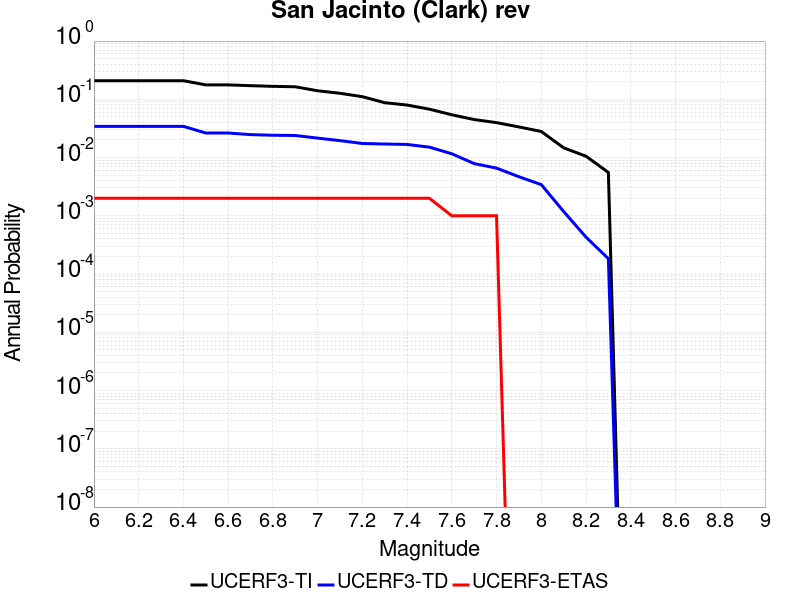 San Jacinto (Clark) rev
10^0
10^-1
10^-2
10^-3
10^-4
10^-5
10^-6
10^-7
10^-8
Annual Probability
6 6.2 6.4 6.6 6.8 7 7.2 7.4 7.6 7.8 8 8.2 8.4 8.6 8.8 9
Magnitude
UCERF3-TI UCERF3-TD UCERF3-ETAS